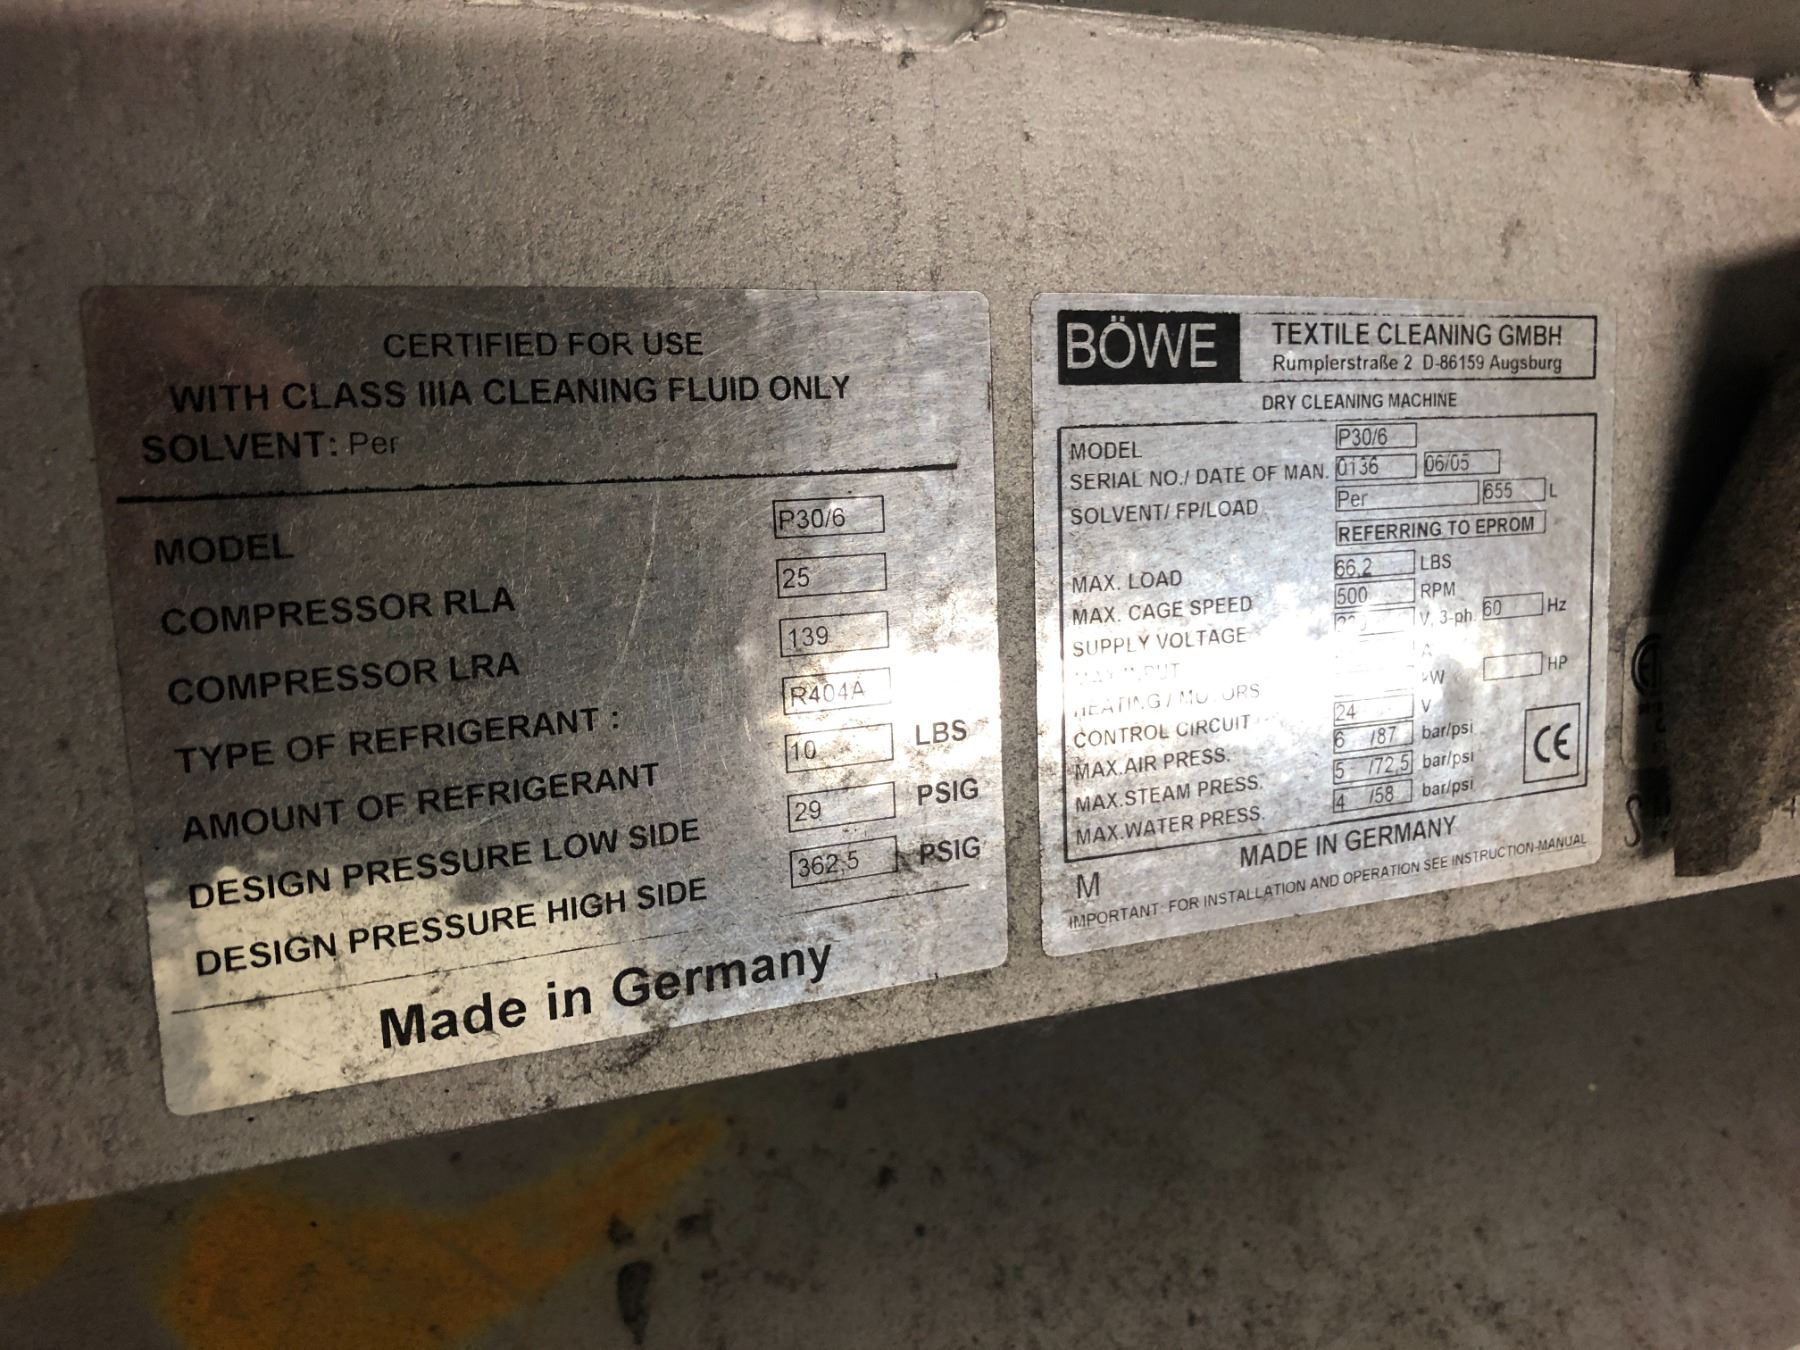 CERTIFIED FOR USE
WITH CLASS IIIA CLEANING FLUID ONLY
SOLVENT: Per
MODEL P30/6
COMPRESSOR RLA 25
COMPRESSOR LRA 139
TYPE OF REFRIGERANT : R404A
AMOUNT OF REFRIGERANT 10 LBS
DESIGN PRESSURE LOW SIDE 29 PSIG
DESIGN PRESSURE HIGH SIDE 362,5 PSIG
Made in Germany
BÖWE TEXTILE CLEANING GMBH
Rumplerstraße 2 D-86159 Augsburg
DRY CLEANING MACHINE
MODEL P30/6
SERIAL NO./ DATE OF MAN. 0136 06/05
SOLVENT/ FP/LOAD Per 655 L
REFERRING TO EPROM
MAX. LOAD 66,2 LBS
MAX. CAGE SPEED 500 RPM
SUPPLY VOLTAGE V, 3-ph. 60 Hz
A
HEATING / MOTORS kW HP
CONTROL CIRCUIT 24 V
MAX.AIR PRESS. 6 /87 bar/psi
MAX.STEAM PRESS. 5 /72,5 bar/psi
MAX.WATER PRESS. 4 /58 bar/psi
CE
MADE IN GERMANY
M
IMPORTANT: FOR INSTALLATION AND OPERATION SEE INSTRUCTION-MANUAL